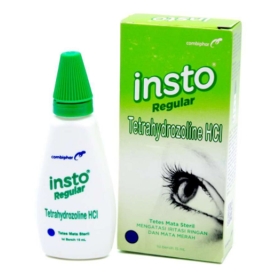 combiphar
insto®
Regular
Tetrahydrozoline HCl
Tetes Mata Steril
combiphar
insto®
Regular
Tetrahydrozoline HCl
Tetes Mata Steril
MENGATASI IRITASI RINGAN
DAN MATA MERAH